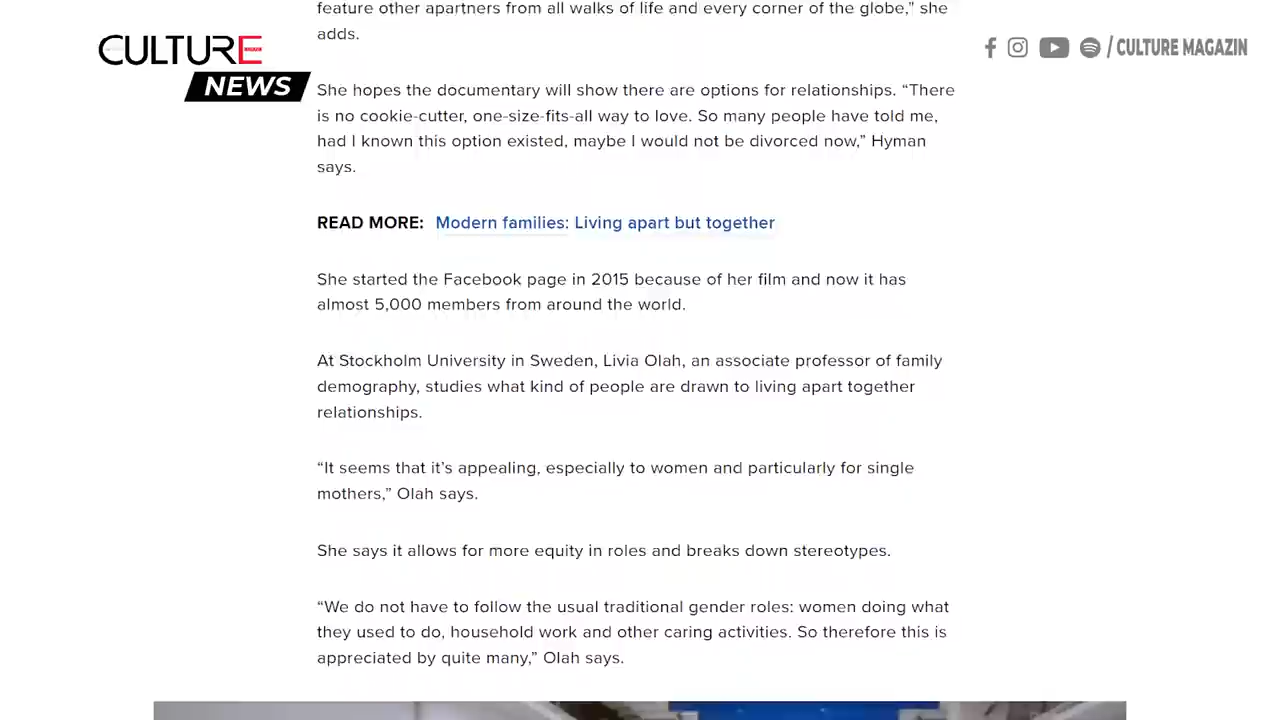 feature other apartners from all walks of life and every corner of the globe,” she
adds.
CULTURE
NEWS
/ CULTURE MAGAZIN
She hopes the documentary will show there are options for relationships. “There
is no cookie-cutter, one-size-fits-all way to love. So many people have told me,
had I known this option existed, maybe I would not be divorced now,” Hyman
says.
READ MORE: Modern families: Living apart but together
She started the Facebook page in 2015 because of her film and now it has
almost 5,000 members from around the world.
At Stockholm University in Sweden, Livia Olah, an associate professor of family
demography, studies what kind of people are drawn to living apart together
relationships.
“It seems that it’s appealing, especially to women and particularly for single
mothers,” Olah says.
She says it allows for more equity in roles and breaks down stereotypes.
“We do not have to follow the usual traditional gender roles: women doing what
they used to do, household work and other caring activities. So therefore this is
appreciated by quite many,” Olah says.